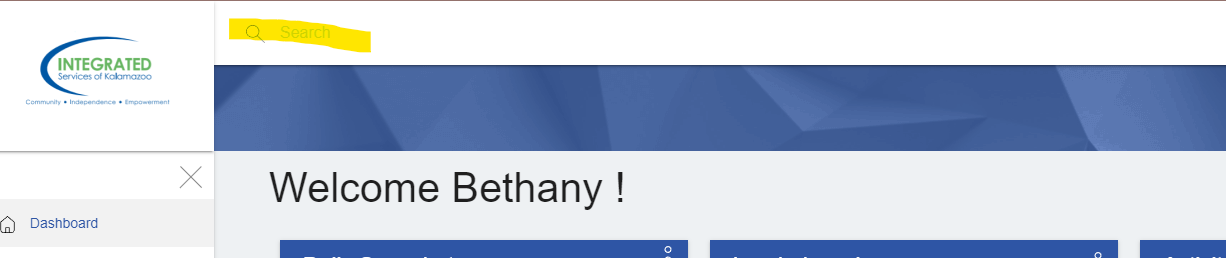 Search
INTEGRATED
Services of Kalamazoo
Community • Independence • Empowerment
Welcome Bethany !
Dashboard